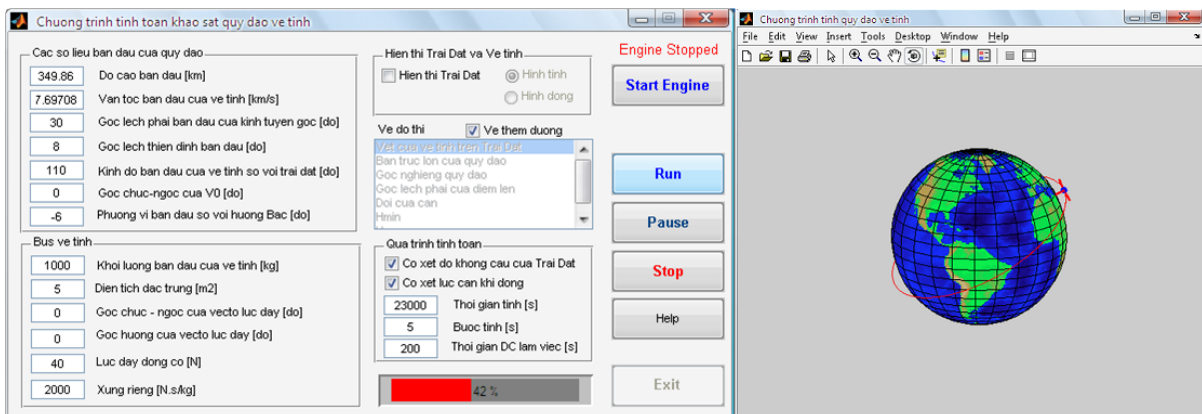 Chuong trinh tinh toan khao sat quy dao ve tinh
Cac so lieu ban dau cua quy dao
349.86 Do cao ban dau [km]
7.69708 Van toc ban dau cua ve tinh [km/s]
30 Goc lech phai ban dau cua kinh tuyen goc [do]
8 Goc lech thien dinh ban dau [do]
110 Kinh do ban dau cua ve tinh so voi trai dat [do]
0 Goc chuc-ngoc cua V0 [do]
-6 Phuong vi ban dau so voi huong Bac [do]
Bus ve tinh
1000 Khoi luong ban dau cua ve tinh [kg]
5 Dien tich dac trung [m2]
0 Goc chuc - ngoc cua vecto luc day [do]
0 Goc huong cua vecto luc day [do]
40 Luc day dong co [N]
2000 Xung rieng [N.s/kg]
Hien thi Trai Dat va Ve tinh
Hien thi Trai Dat
Hinh tinh
Hinh dong
Ve do thi
Ve them duong
Vet cua ve tinh tren Trai Dat
Ban truc lon cua quy dao
Goc nghieng quy dao
Goc lech phai cua diem len
Doi cua can
Hmin
Qua trinh tinh toan
Co xet do khong cau cua Trai Dat
Co xet luc can khi dong
23000 Thoi gian tinh [s]
5 Buoc tinh [s]
200 Thoi gian DC lam viec [s]
42 %
Engine Stopped
Start Engine
Run
Pause
Stop
Help
Exit
Chuong trinh tinh quy dao ve tinh
File Edit View Insert Tools Desktop Window Help